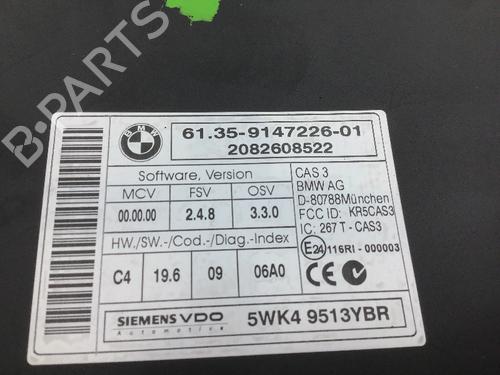 BMW
61.35-9147226-01
2082608522
Software, Version
MCV FSV OSV
00.00.00 2.4.8 3.3.0
HW./SW.-/Cod.-/Diag.-Index
C4 19.6 09 06A0
CAS 3
BMW AG
D-80788München
FCC ID: KR5CAS3
IC: 267 T - CAS3
E24 116RI - 000003
CE
SIEMENS VDO
Automotive
5WK4 9513YBR
B-PARTS